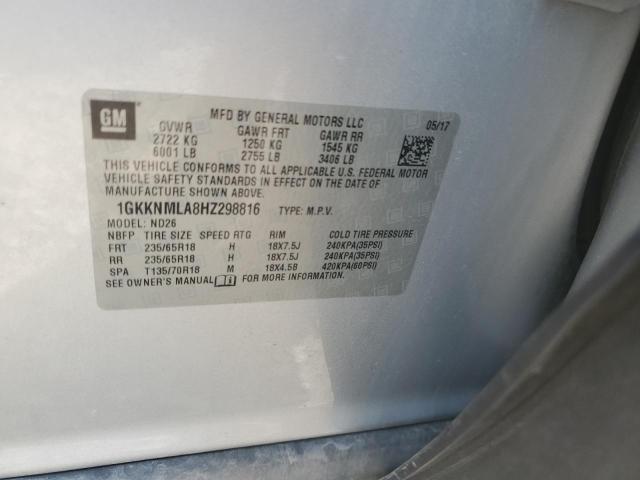 GM
MFD BY GENERAL MOTORS LLC
05/17
GVWR GAWR FRT GAWR RR
2722 KG 1250 KG 1545 KG
6001 LB 2755 LB 3406 LB
THIS VEHICLE CONFORMS TO ALL APPLICABLE U.S. FEDERAL MOTOR
VEHICLE SAFETY STANDARDS IN EFFECT ON THE DATE OF
MANUFACTURE SHOWN ABOVE.
1GKKNMLA8HZ298816 TYPE: M.P.V.
MODEL: ND26
NBFP TIRE SIZE SPEED RTG RIM COLD TIRE PRESSURE
FRT 235/65R18 H 18X7.5J 240KPA(35PSI)
RR 235/65R18 H 18X7.5J 240KPA(35PSI)
SPA T135/70R18 M 18X4.5B 420KPA(60PSI)
SEE OWNER'S MANUAL FOR MORE INFORMATION.